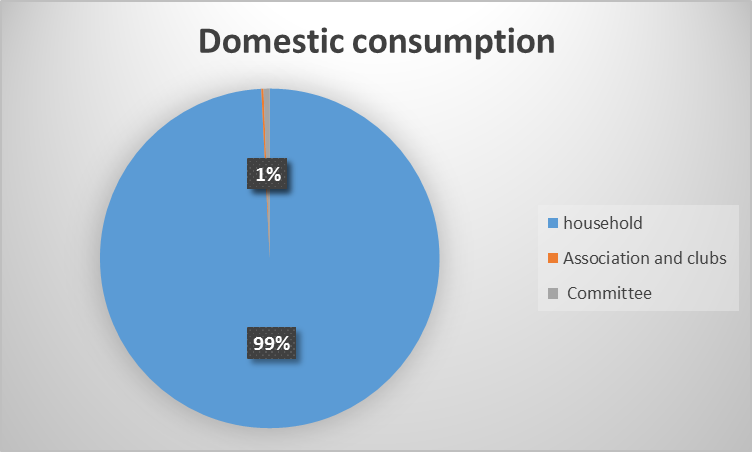 Domestic consumption
1%
99%
household
Association and clubs
Committee